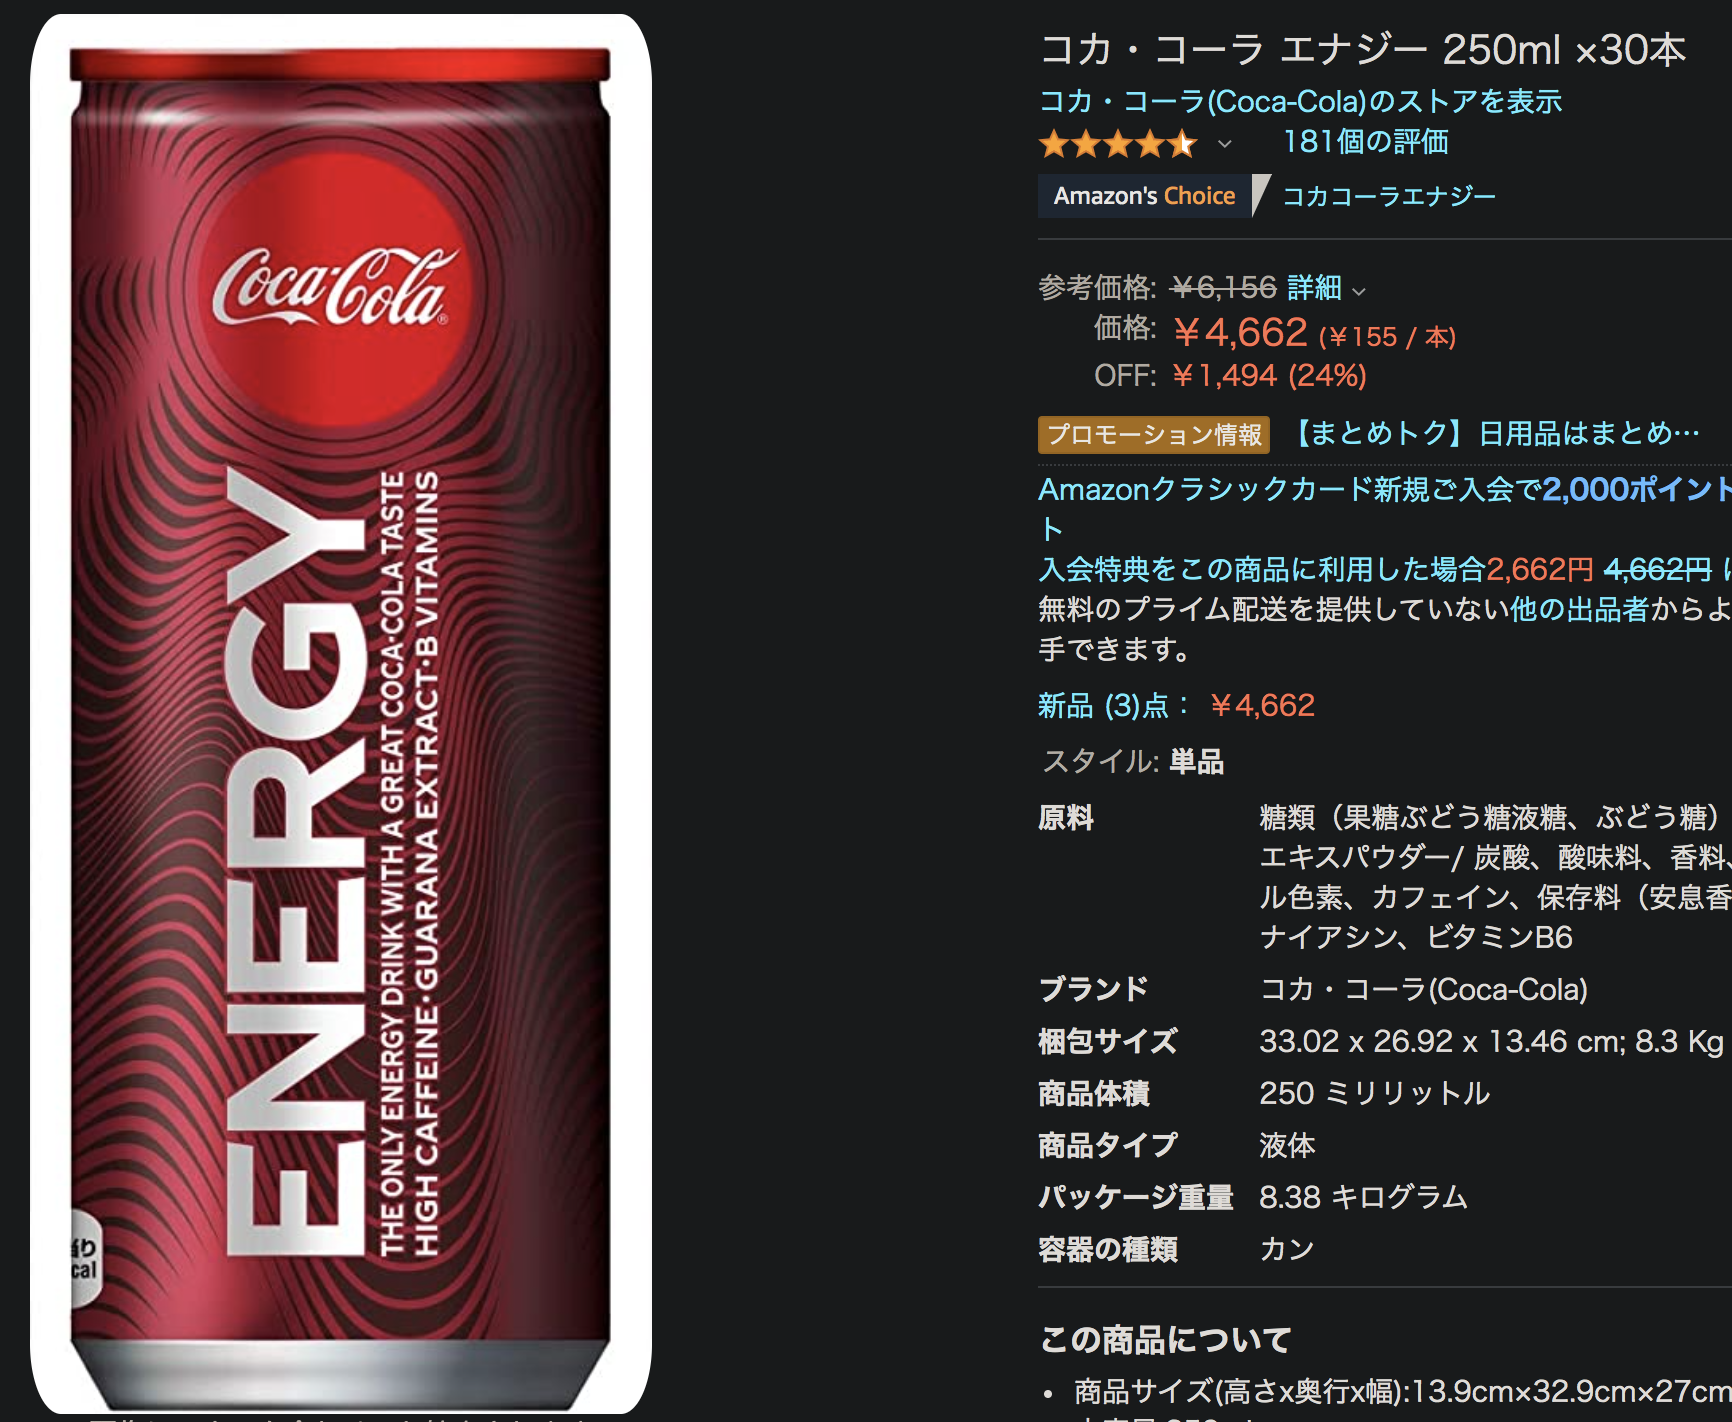 Coca-Cola®
ENERGY
THE ONLY ENERGY DRINK WITH A GREAT COCA-COLA TASTE
HIGH CAFFEINE·GUARANA EXTRACT·B VITAMINS
当り
cal
コカ・コーラ エナジー 250ml ×30本
コカ・コーラ(Coca-Cola)のストアを表示
181個の評価
Amazon's Choice コカコーラエナジー
参考価格: ￥6,156 詳細
価格: ￥4,662 (￥155 / 本)
OFF: ￥1,494 (24%)
プロモーション情報 【まとめトク】日用品はまとめ…
Amazonクラシックカード新規ご入会で2,000ポイント
ト
入会特典をこの商品に利用した場合2,662円 4,662円 に
無料のプライム配送を提供していない他の出品者からよ
手できます。
新品 (3)点： ￥4,662
スタイル: 単品
原料 糖類（果糖ぶどう糖液糖、ぶどう糖）
エキスパウダー/ 炭酸、酸味料、香料、
ル色素、カフェイン、保存料（安息香
ナイアシン、ビタミンB6
ブランド コカ・コーラ(Coca-Cola)
梱包サイズ 33.02 x 26.92 x 13.46 cm; 8.3 Kg
商品体積 250 ミリリットル
商品タイプ 液体
パッケージ重量 8.38 キログラム
容器の種類 カン
この商品について
• 商品サイズ(高さx奥行x幅):13.9cm×32.9cm×27cm